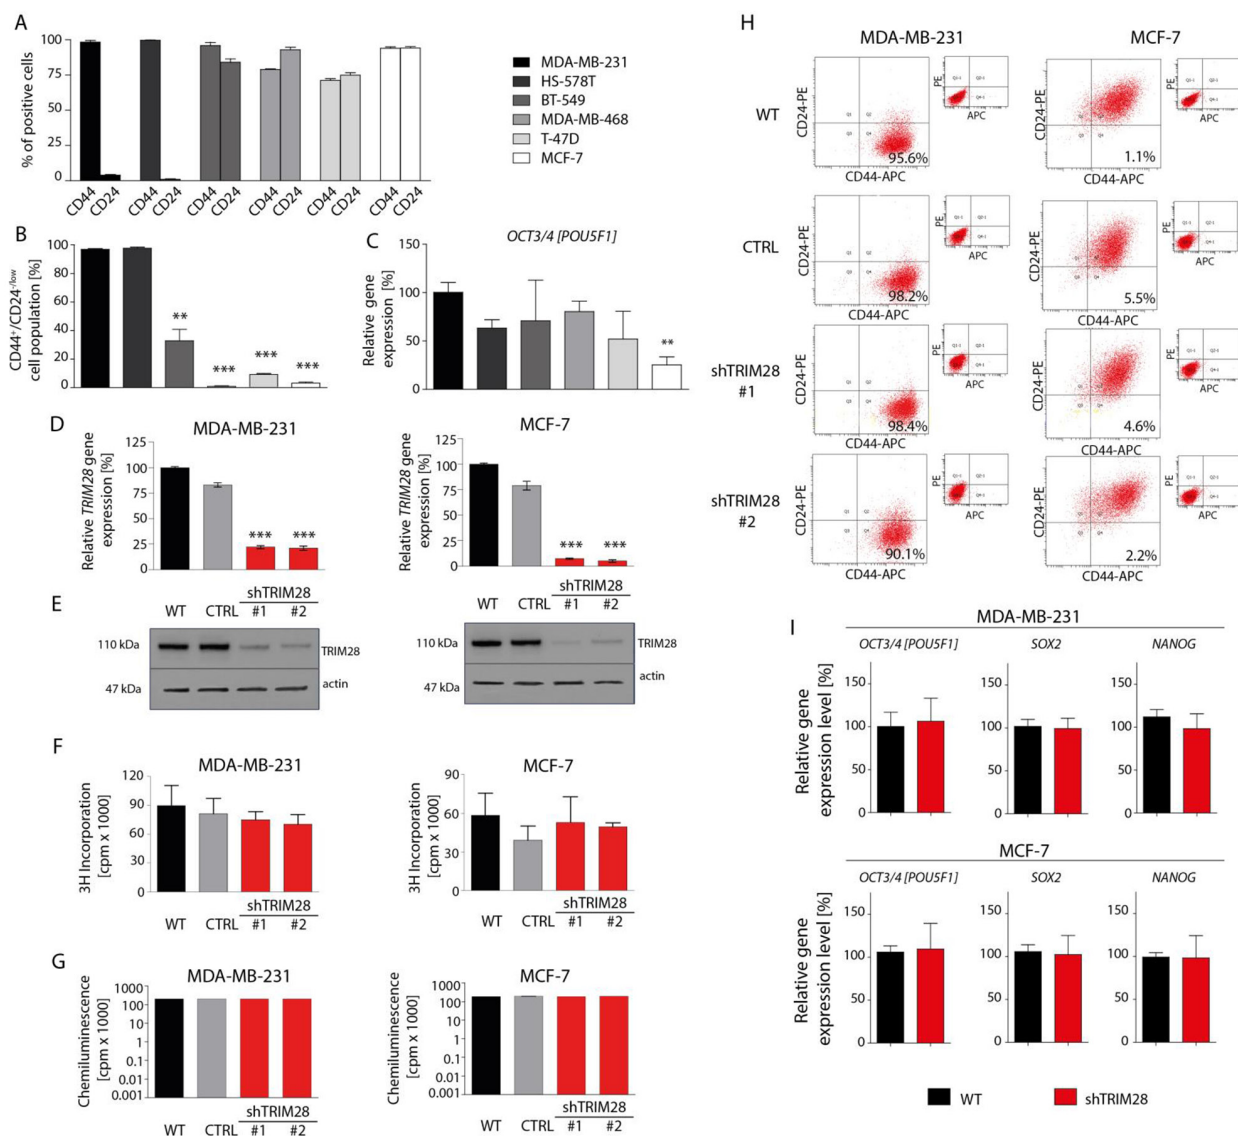 A
% of positive cells
100
75
50
25
0
CD44
CD24
CD44
CD24
CD44
CD24
CD44
CD24
CD44
CD24
CD44
CD24
MDA-MB-231
HS-578T
BT-549
MDA-MB-468
T-47D
MCF-7
B
CD44+/CD24-/low
cell population [%]
100
80
60
40
20
0
**
***
***
***
C
OCT3/4 [POU5F1]
Relative gene
expression [%]
150
100
50
0
**
D
MDA-MB-231
Relative TRIM28 gene
expression [%]
125
100
75
50
25
0
***
***
MCF-7
Relative TRIM28 gene
expression [%]
125
100
75
50
25
0
***
***
E
WT
CTRL
shTRIM28
#1
#2
110 kDa
TRIM28
47 kDa
actin
WT
CTRL
shTRIM28
#1
#2
110 kDa
TRIM28
47 kDa
actin
F
MDA-MB-231
3H Incorporation
[cpm x 1000]
120
90
60
30
0
WT
CTRL
shTRIM28
#1
#2
MCF-7
3H Incorporation
[cpm x 1000]
90
60
30
0
WT
CTRL
shTRIM28
#1
#2
G
MDA-MB-231
Chemiluminescence
[cpm x 1000]
1000
100
10
1
0.1
0.01
0.001
WT
CTRL
shTRIM28
#1
#2
MCF-7
Chemiluminescence
[cpm x 1000]
1000
100
10
1
0.1
0.01
0.001
WT
CTRL
shTRIM28
#1
#2
H
MDA-MB-231
MCF-7
WT
CD24-PE
95.6%
CD44-APC
PE
APC
CD24-PE
1.1%
CD44-APC
PE
APC
CTRL
CD24-PE
98.2%
CD44-APC
PE
APC
CD24-PE
5.5%
CD44-APC
PE
APC
shTRIM28
#1
CD24-PE
98.4%
CD44-APC
PE
APC
CD24-PE
4.6%
CD44-APC
PE
APC
shTRIM28
#2
CD24-PE
90.1%
CD44-APC
PE
APC
CD24-PE
2.2%
CD44-APC
PE
APC
I
MDA-MB-231
OCT3/4 [POU5F1]
SOX2
NANOG
Relative gene
expression level [%]
150
100
50
0
150
100
50
0
150
100
50
0
MCF-7
OCT3/4 [POU5F1]
SOX2
NANOG
Relative gene
expression level [%]
150
100
50
0
150
100
50
0
150
100
50
0
WT
shTRIM28